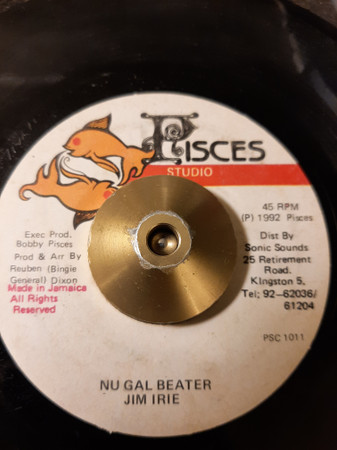 PISCES
STUDIO
45 RPM
(P) 1992 Pisces
Exec Prod.
Bobby Pisces
Prod & Arr By
Reuben (Bingie
General) Dixon
Made in Jamaica
All Rights
Reserved
Dist By
Sonic Sounds
25 Retirement
Road.
Kingston 5,
Tel; 92-62036/
61204
PSC 1011
NU GAL BEATER
JIM IRIE